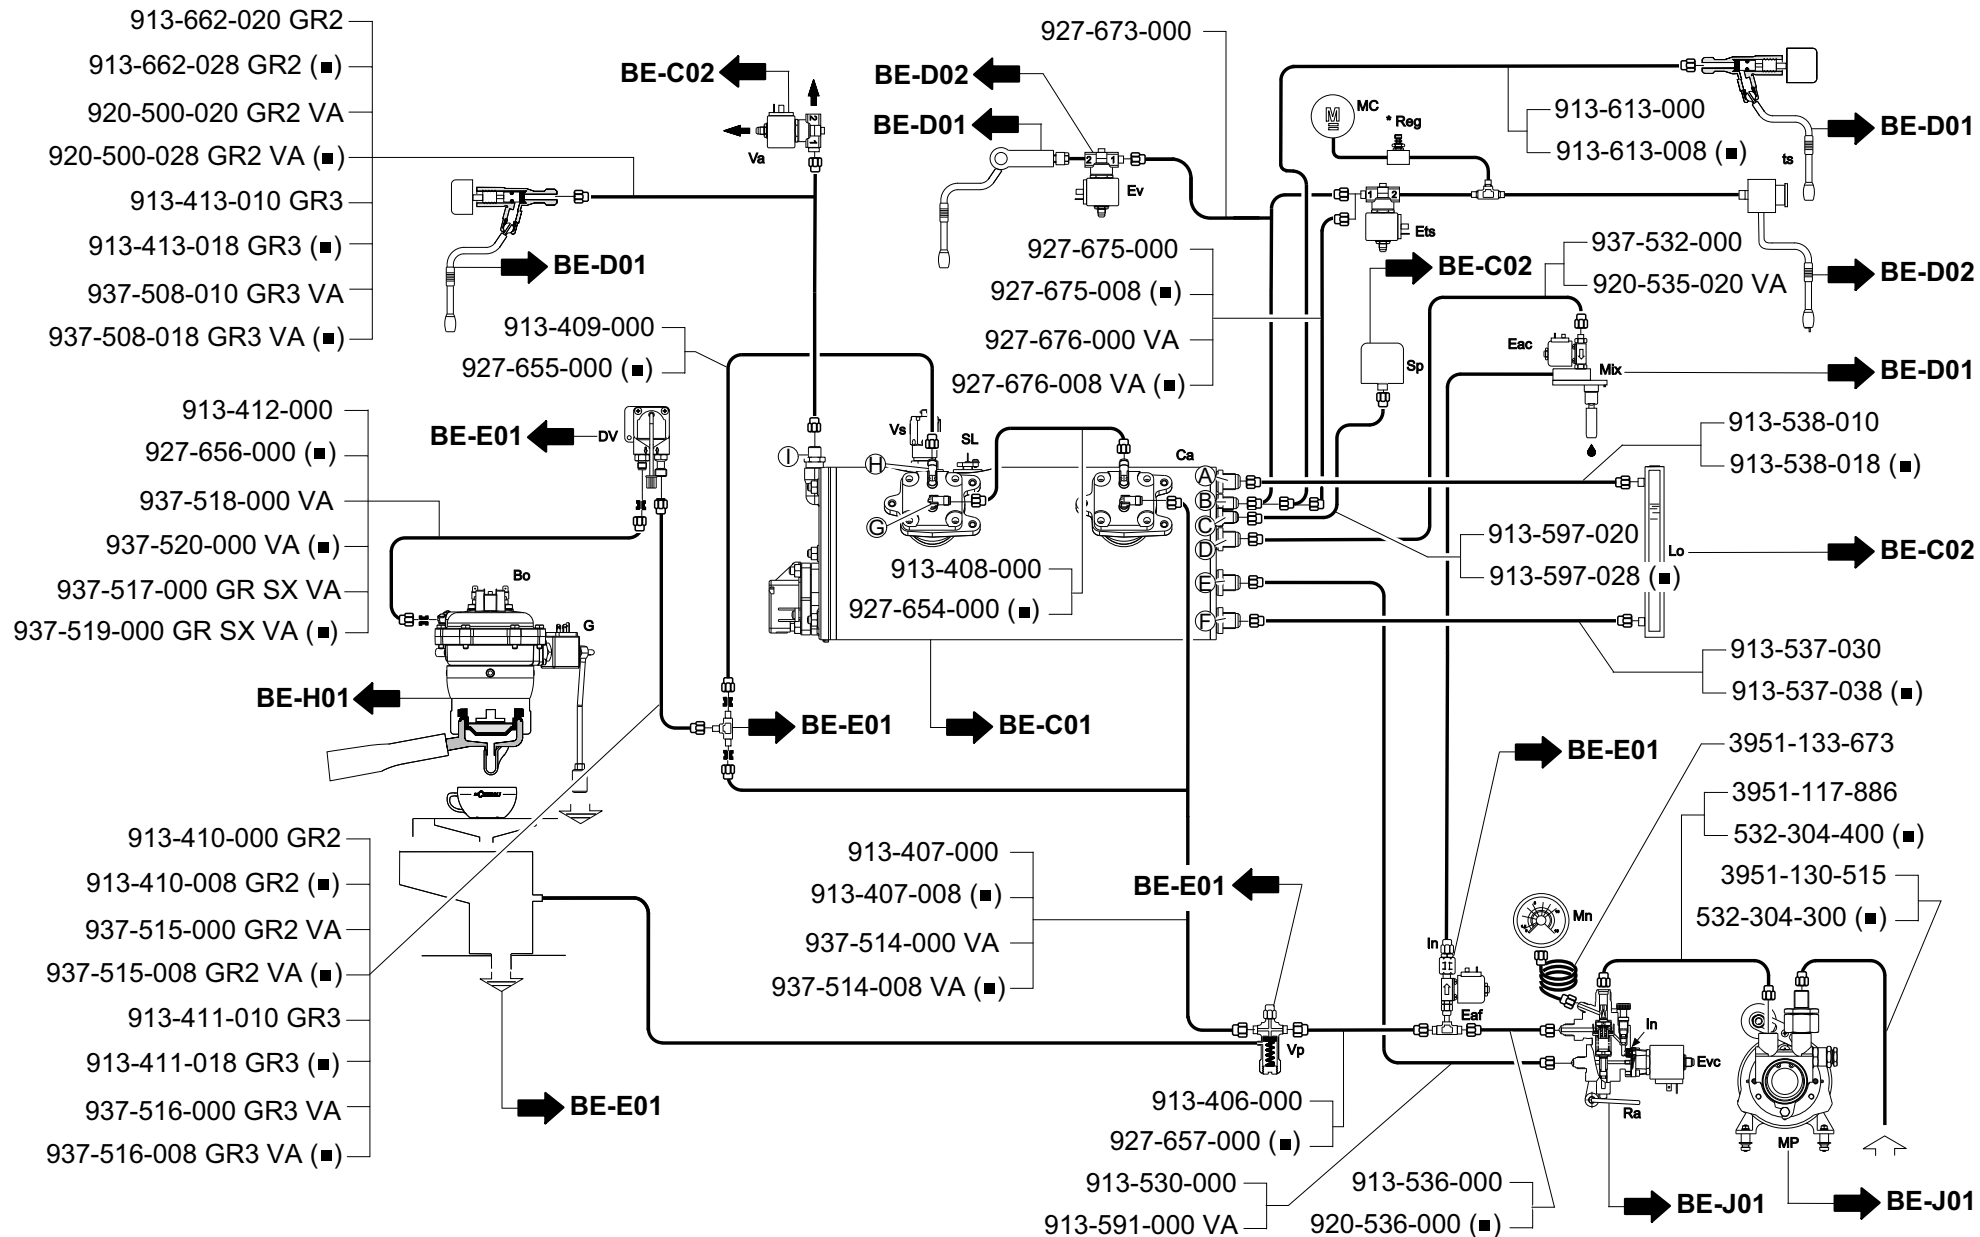 913-662-020 GR2
913-662-028 GR2 (■)
920-500-020 GR2 VA
920-500-028 GR2 VA (■)
913-413-010 GR3
913-413-018 GR3 (■)
937-508-010 GR3 VA
937-508-018 GR3 VA (■)
BE-D01
BE-C02
Va
2
1
927-673-000
BE-D02
BE-D01
2 1
Ev
MC
M
* Reg
913-613-000
913-613-008 (■)
ts
BE-D01
1 2
Ets
927-675-000
927-675-008 (■)
927-676-000 VA
927-676-008 VA (■)
BE-C02
Sp
937-532-000
920-535-020 VA
BE-D02
Eac
Mix
BE-D01
913-409-000
927-655-000 (■)
913-412-000
927-656-000 (■)
937-518-000 VA
937-520-000 VA (■)
937-517-000 GR SX VA
937-519-000 GR SX VA (■)
BE-E01
DV
I
H
Vs
SL
G
Ca
A
B
C
D
E
F
913-408-000
927-654-000 (■)
913-538-010
913-538-018 (■)
913-597-020
913-597-028 (■)
Lo
BE-C02
913-537-030
913-537-038 (■)
Bo
G
BE-H01
BE-E01
BE-C01
BE-E01
3951-133-673
3951-117-886
532-304-400 (■)
3951-130-515
532-304-300 (■)
913-410-000 GR2
913-410-008 GR2 (■)
937-515-000 GR2 VA
937-515-008 GR2 VA (■)
913-411-010 GR3
913-411-018 GR3 (■)
937-516-000 GR3 VA
937-516-008 GR3 VA (■)
BE-E01
913-407-000
913-407-008 (■)
937-514-000 VA
937-514-008 VA (■)
BE-E01
Vp
In
Eaf
Mn
In
Evc
Ra
MP
913-406-000
927-657-000 (■)
913-530-000
913-591-000 VA
913-536-000
920-536-000 (■)
BE-J01
BE-J01